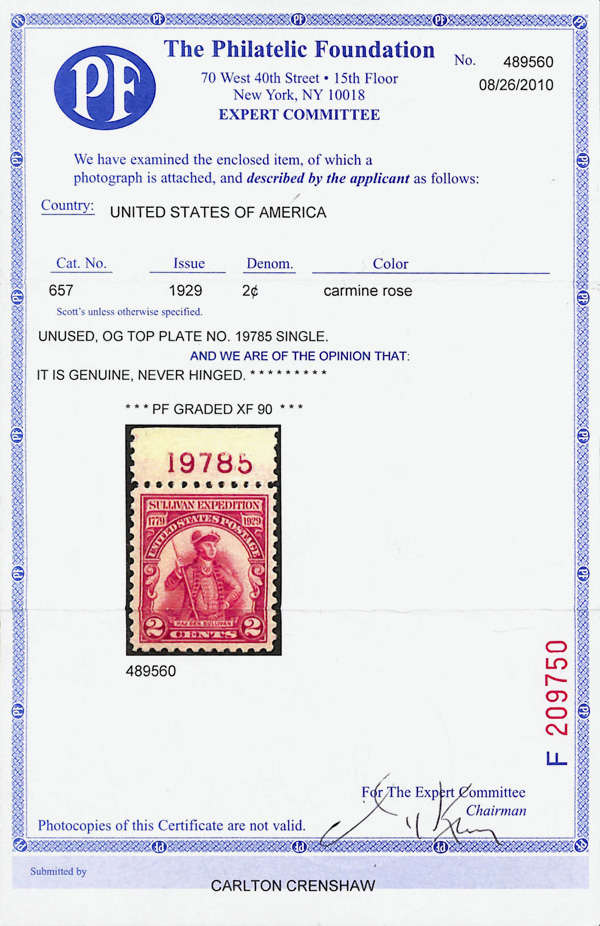 PF
The Philatelic Foundation
No. 489560
70 West 40th Street • 15th Floor
08/26/2010
New York, NY 10018
EXPERT COMMITTEE
We have examined the enclosed item, of which a
photograph is attached, and described by the applicant as follows:
Country: UNITED STATES OF AMERICA
Cat. No. Issue Denom. Color
657 1929 2¢ carmine rose
Scott's unless otherwise specified.
UNUSED, OG TOP PLATE NO. 19785 SINGLE.
AND WE ARE OF THE OPINION THAT:
IT IS GENUINE, NEVER HINGED. * * * * * * * * *
* * * PF GRADED XF 90 * * *
19785
SULLIVAN EXPEDITION
1779 1929
UNITED STATES POSTAGE
MAJ. GEN. SULLIVAN
2 CENTS 2
489560
F 209750
For The Expert Committee
Chairman
Photocopies of this Certificate are not valid.
Submitted by
CARLTON CRENSHAW